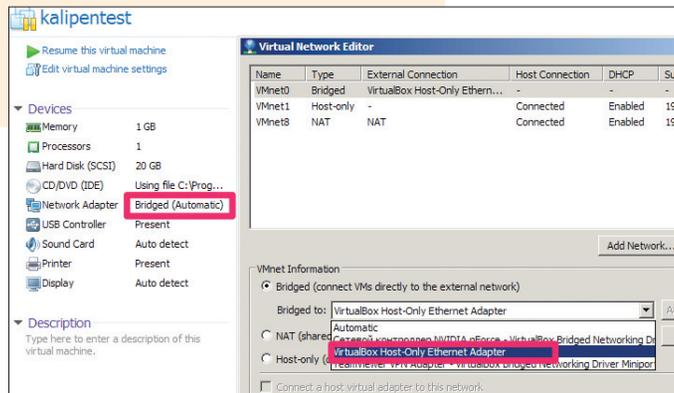 kalipentest
Resume this virtual machine
Edit virtual machine settings
Devices
Memory 1 GB
Processors 1
Hard Disk (SCSI) 20 GB
CD/DVD (IDE) Using file C:\Prog...
Network Adapter Bridged (Automatic)
USB Controller Present
Sound Card Auto detect
Printer Present
Display Auto detect
Description
Type here to enter a description of this
virtual machine.
Virtual Network Editor
Name Type External Connection Host Connection DHCP Su
VMnet0 Bridged VirtualBox Host-Only Ethern... - - -
VMnet1 Host-only - Connected Enabled 19
VMnet8 NAT NAT Connected Enabled 19
Add Network...
VMnet Information
Bridged (connect VMs directly to the external network)
Bridged to: VirtualBox Host-Only Ethernet Adapter
Automatic
NAT (shared
Сетевой контроллер NVIDIA nForce - VirtualBox Bridged Networking Dr
VirtualBox Host-Only Ethernet Adapter
Host-only (c
TeamViewer VPN Adapter - VirtualBox Bridged Networking Driver Minipor
Connect a host virtual adapter to this network